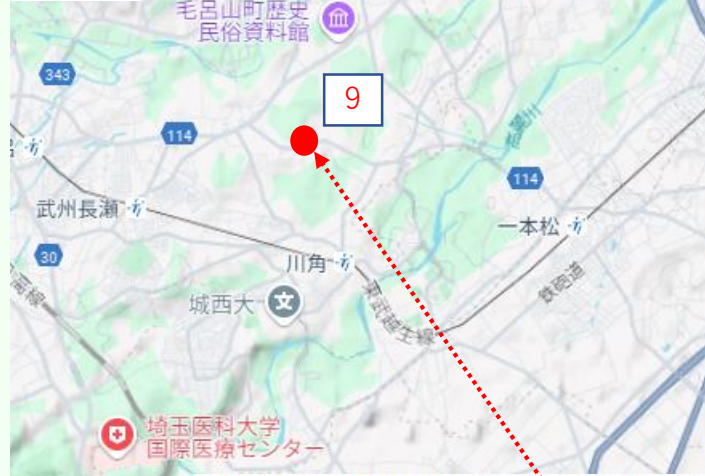 毛呂山町歴史
民俗資料館
343
9
114
114
武州長瀬
一本松
30
川角
鉄砲道
城西大
東武越生線
埼玉医科大学
国際医療センター